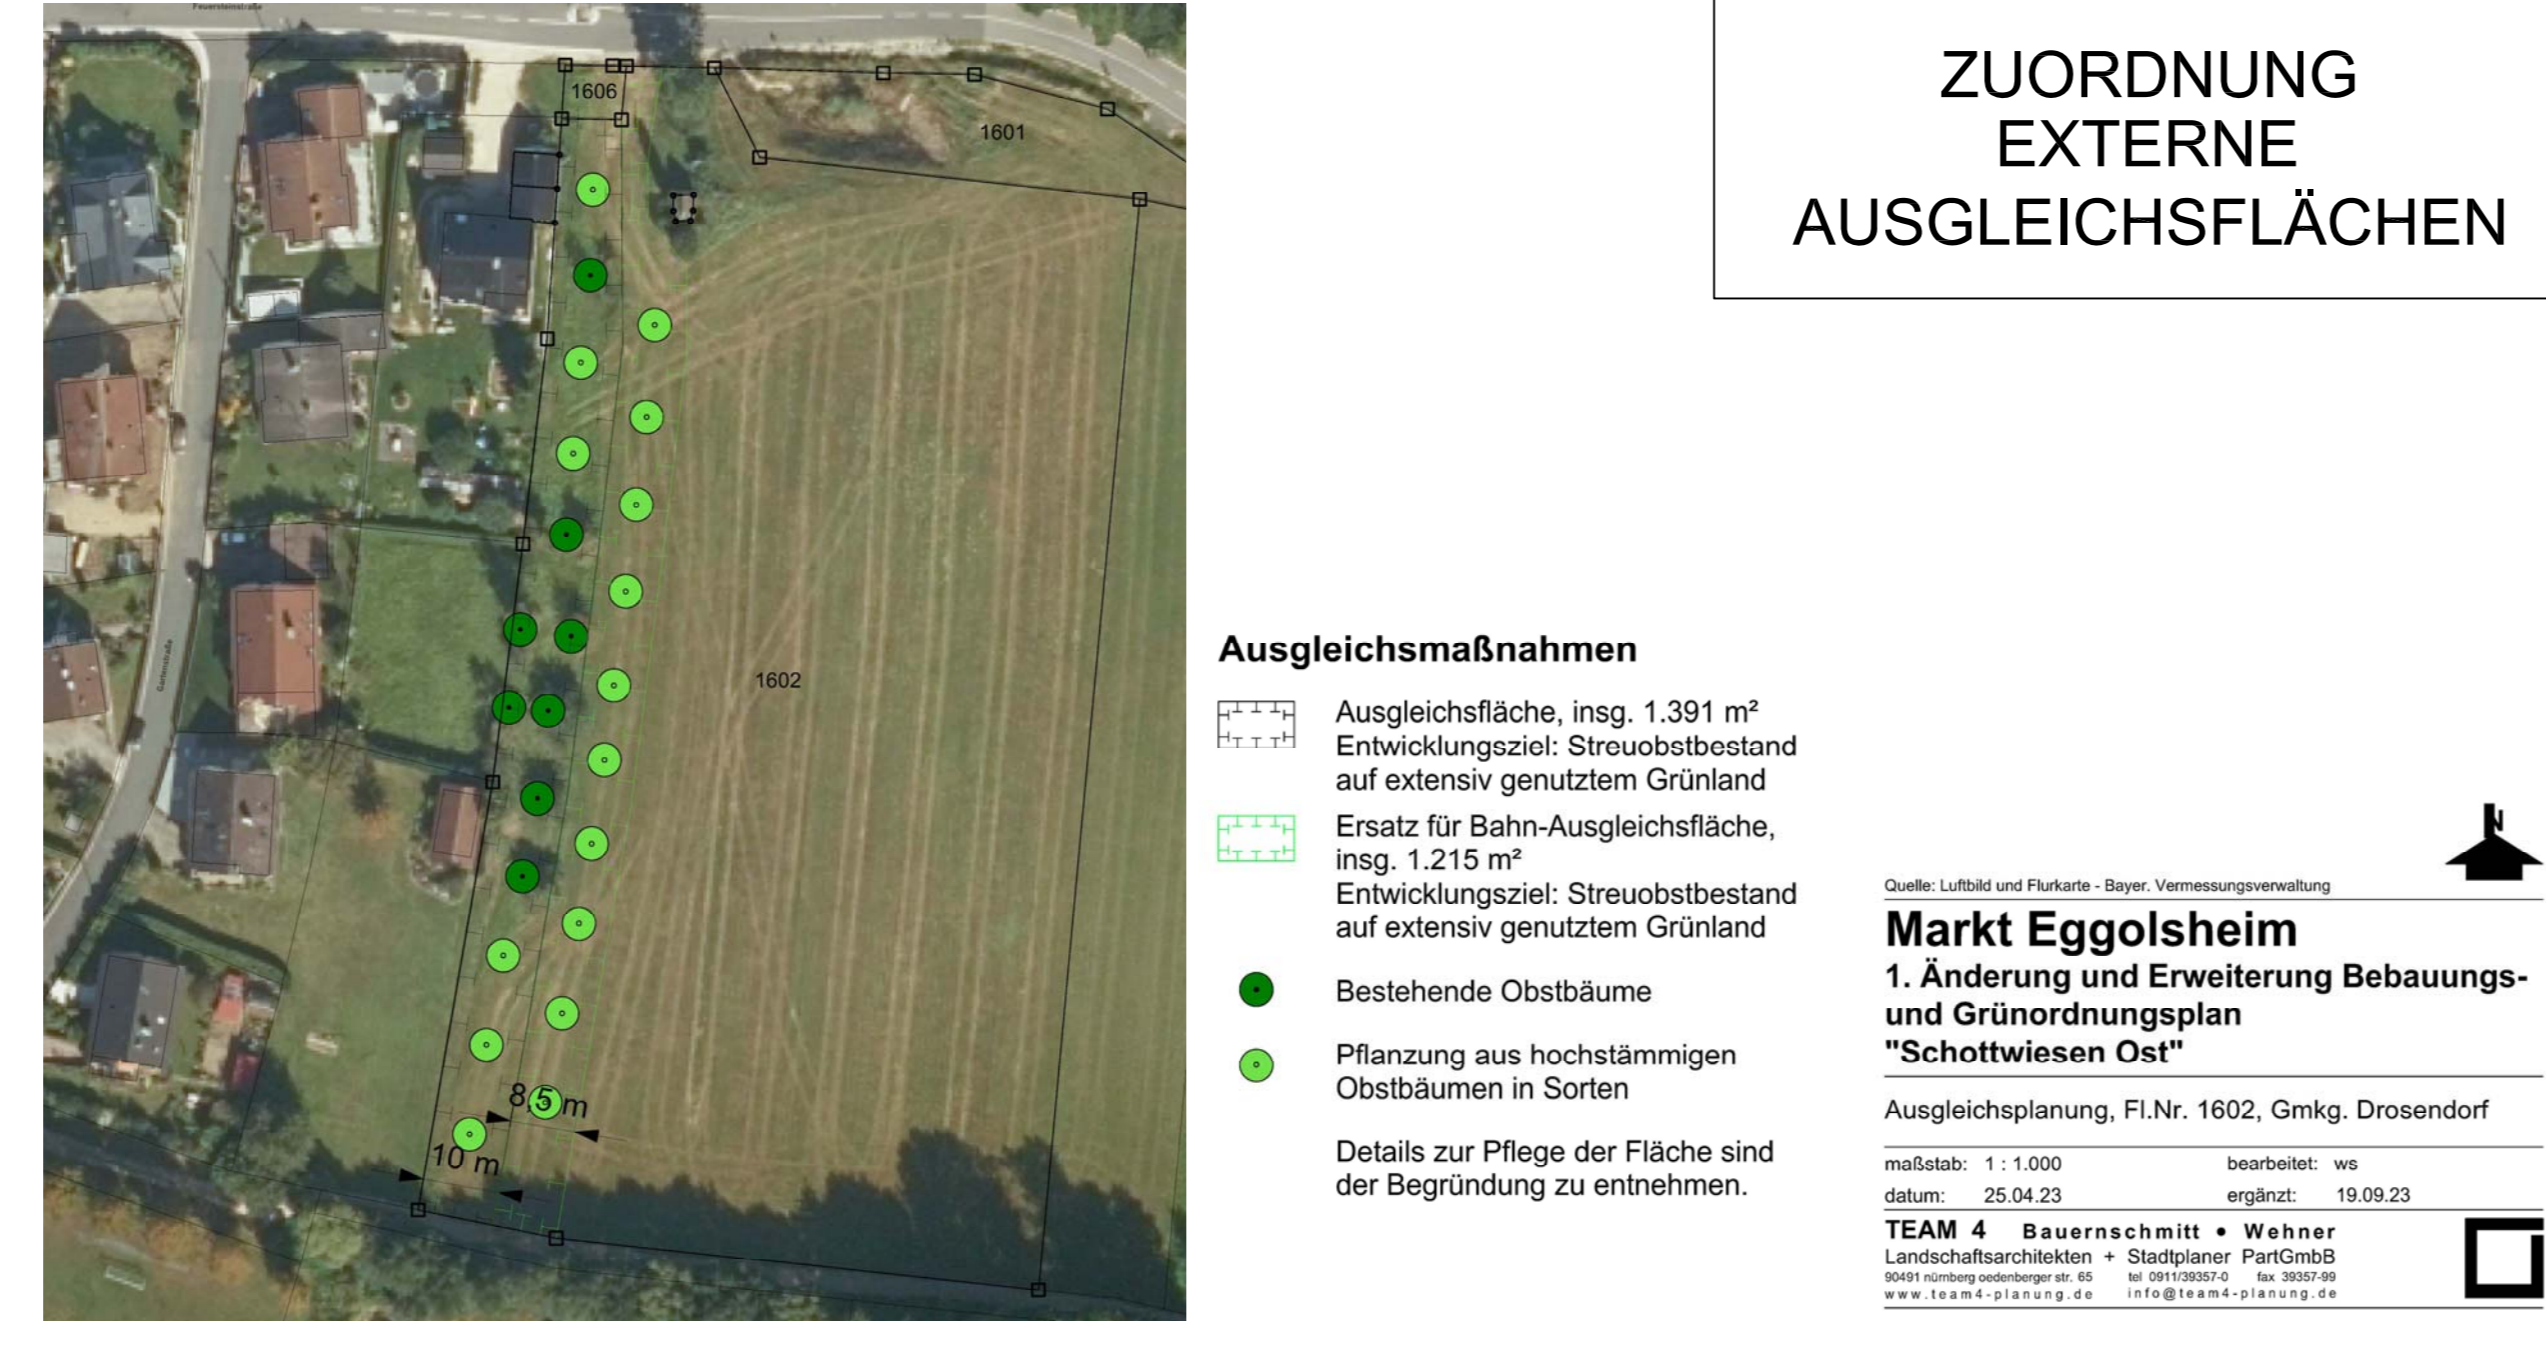 Feuersteinstraße
1606
1601
1602
Gartenstraße
8,5 m
10 m
ZUORDNUNG
EXTERNE
AUSGLEICHSFLÄCHEN
Ausgleichsmaßnahmen
Ausgleichsfläche, insg. 1.391 m²
Entwicklungsziel: Streuobstbestand
auf extensiv genutztem Grünland
Ersatz für Bahn-Ausgleichsfläche,
insg. 1.215 m²
Entwicklungsziel: Streuobstbestand
auf extensiv genutztem Grünland
Bestehende Obstbäume
Pflanzung aus hochstämmigen
Obstbäumen in Sorten
Details zur Pflege der Fläche sind
der Begründung zu entnehmen.
N
Quelle: Luftbild und Flurkarte - Bayer. Vermessungsverwaltung
Markt Eggolsheim
1. Änderung und Erweiterung Bebauungs-
und Grünordnungsplan
"Schottwiesen Ost"
Ausgleichsplanung, Fl.Nr. 1602, Gmkg. Drosendorf
maßstab: 1 : 1.000 bearbeitet: ws
datum: 25.04.23 ergänzt: 19.09.23
TEAM 4 Bauernschmitt • Wehner
Landschaftsarchitekten + Stadtplaner PartGmbB
90491 nürnberg oedenberger str. 65 tel 0911/39357-0 fax 39357-99
www.team4-planung.de info@team4-planung.de